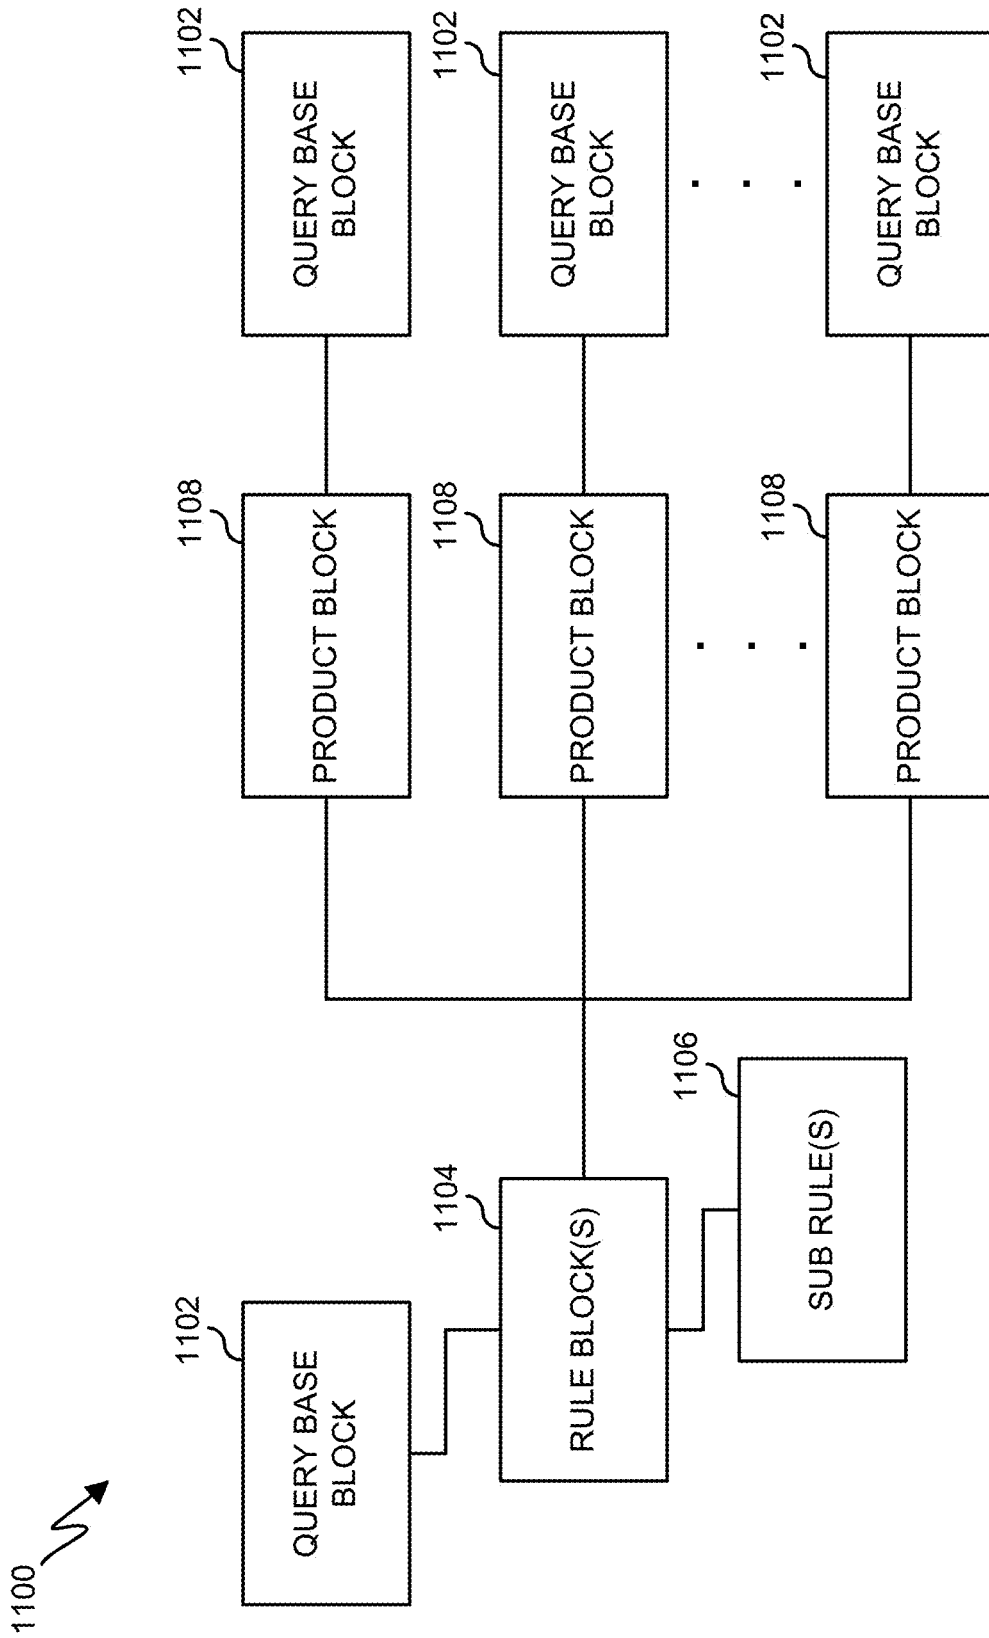 1100
1102
QUERY BASE
BLOCK
1104
RULE BLOCK(S)
1106
SUB RULE(S)
1108
PRODUCT BLOCK
1102
QUERY BASE
BLOCK
1108
PRODUCT BLOCK
1102
QUERY BASE
BLOCK
1108
PRODUCT BLOCK
1102
QUERY BASE
BLOCK